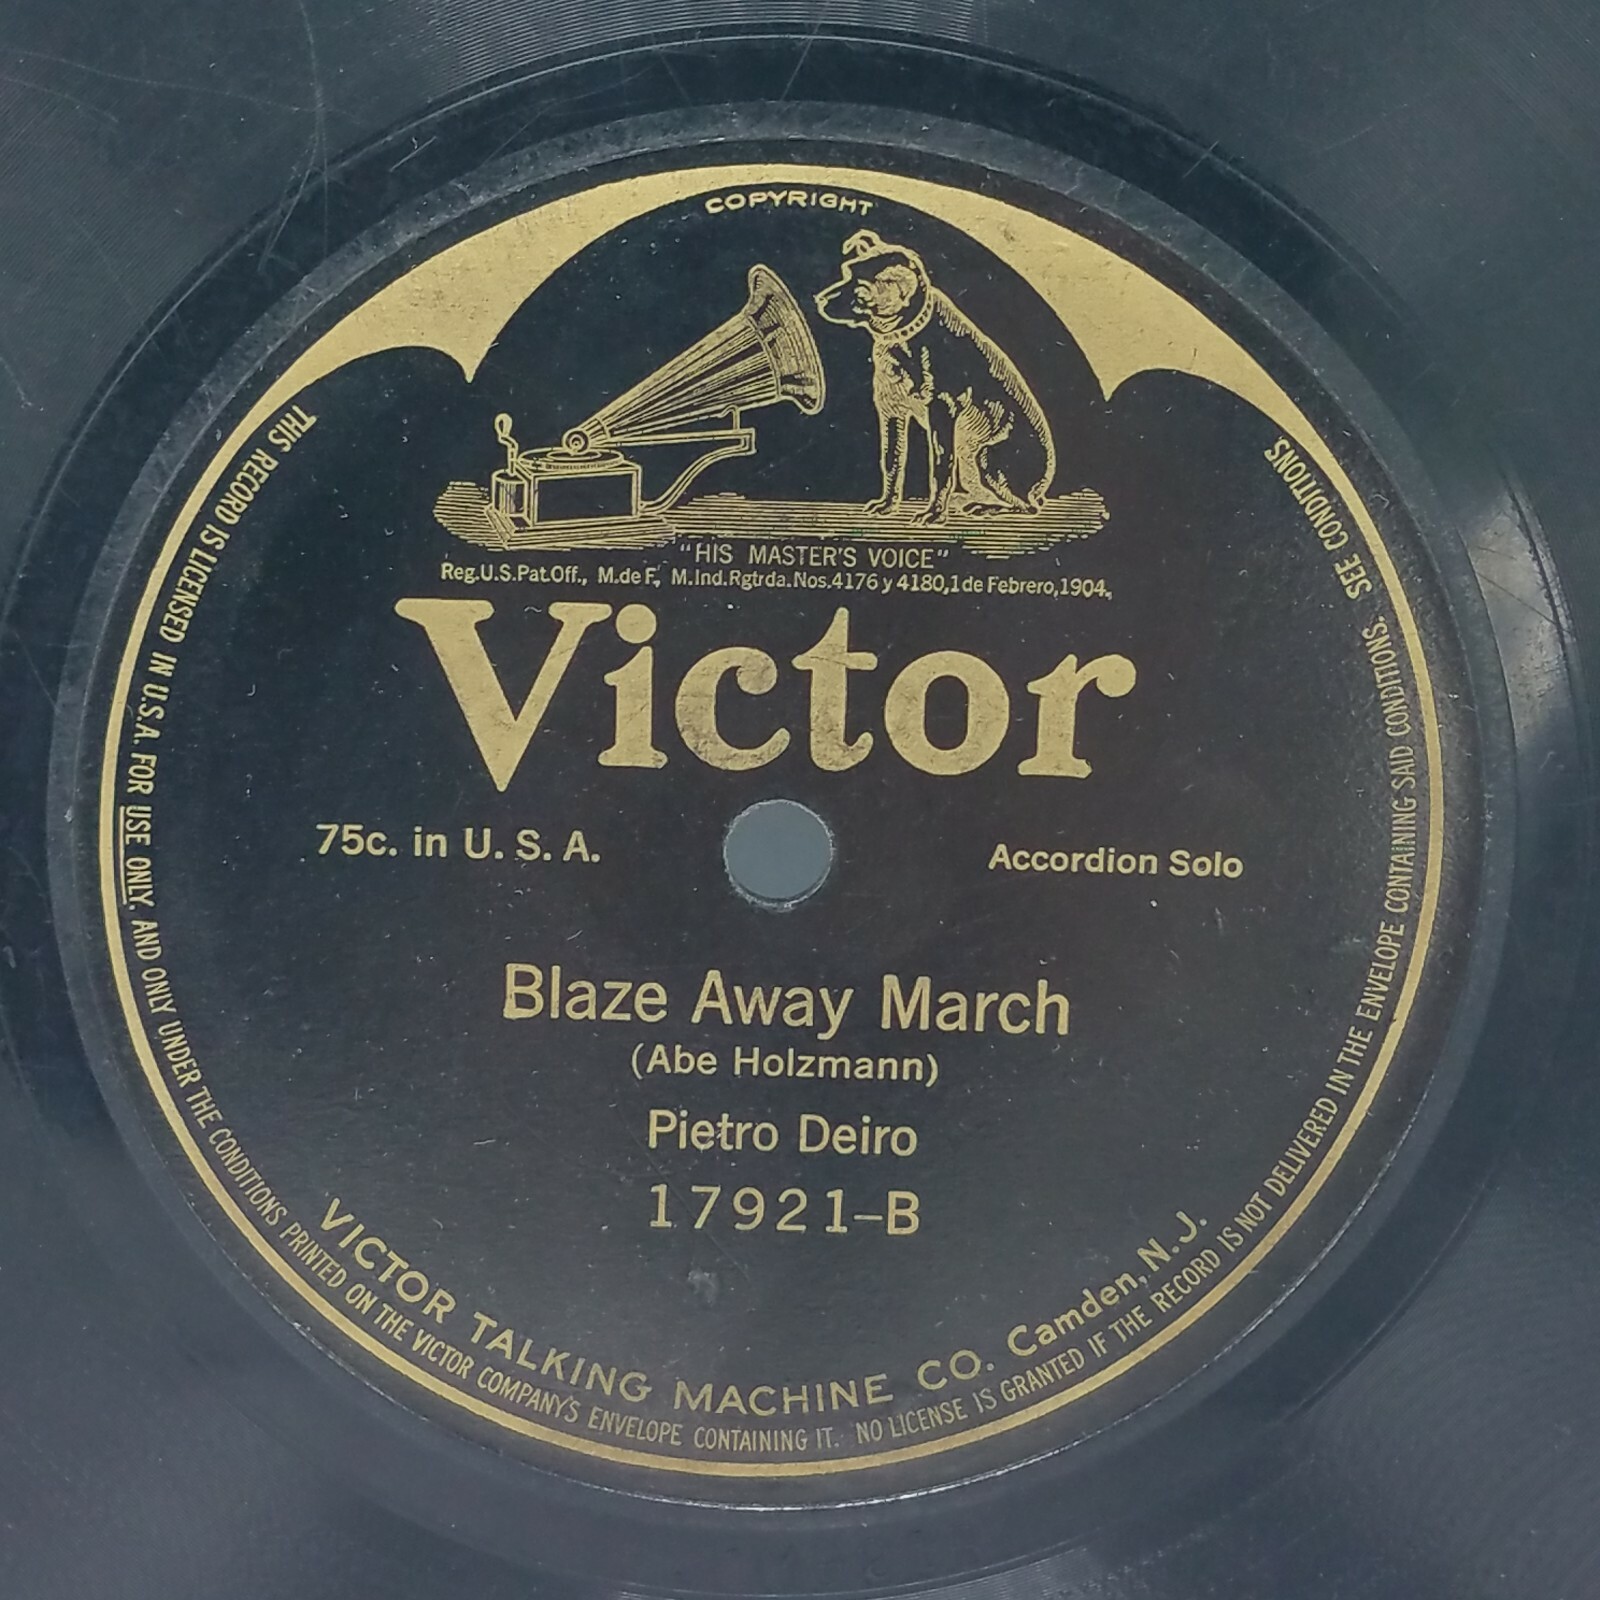 COPYRIGHT
"HIS MASTER'S VOICE"
Reg.U.S.Pat.Off., M.de F., M.Ind.Rgtrda.Nos.4176 y 4180,1 de Febrero,1904.
Victor
75c. in U. S. A.
Accordion Solo
Blaze Away March
(Abe Holzmann)
Pietro Deiro
17921-B
VICTOR TALKING MACHINE CO. Camden, N. J.
THIS RECORD IS LICENSED IN U.S.A. FOR USE ONLY. AND ONLY UNDER THE CONDITIONS PRINTED ON THE VICTOR COMPANY'S ENVELOPE CONTAINING IT. NO LICENSE IS GRANTED IF THE RECORD IS NOT DELIVERED IN THE ENVELOPE CONTAINING SAID CONDITIONS. SEE CONDITIONS.